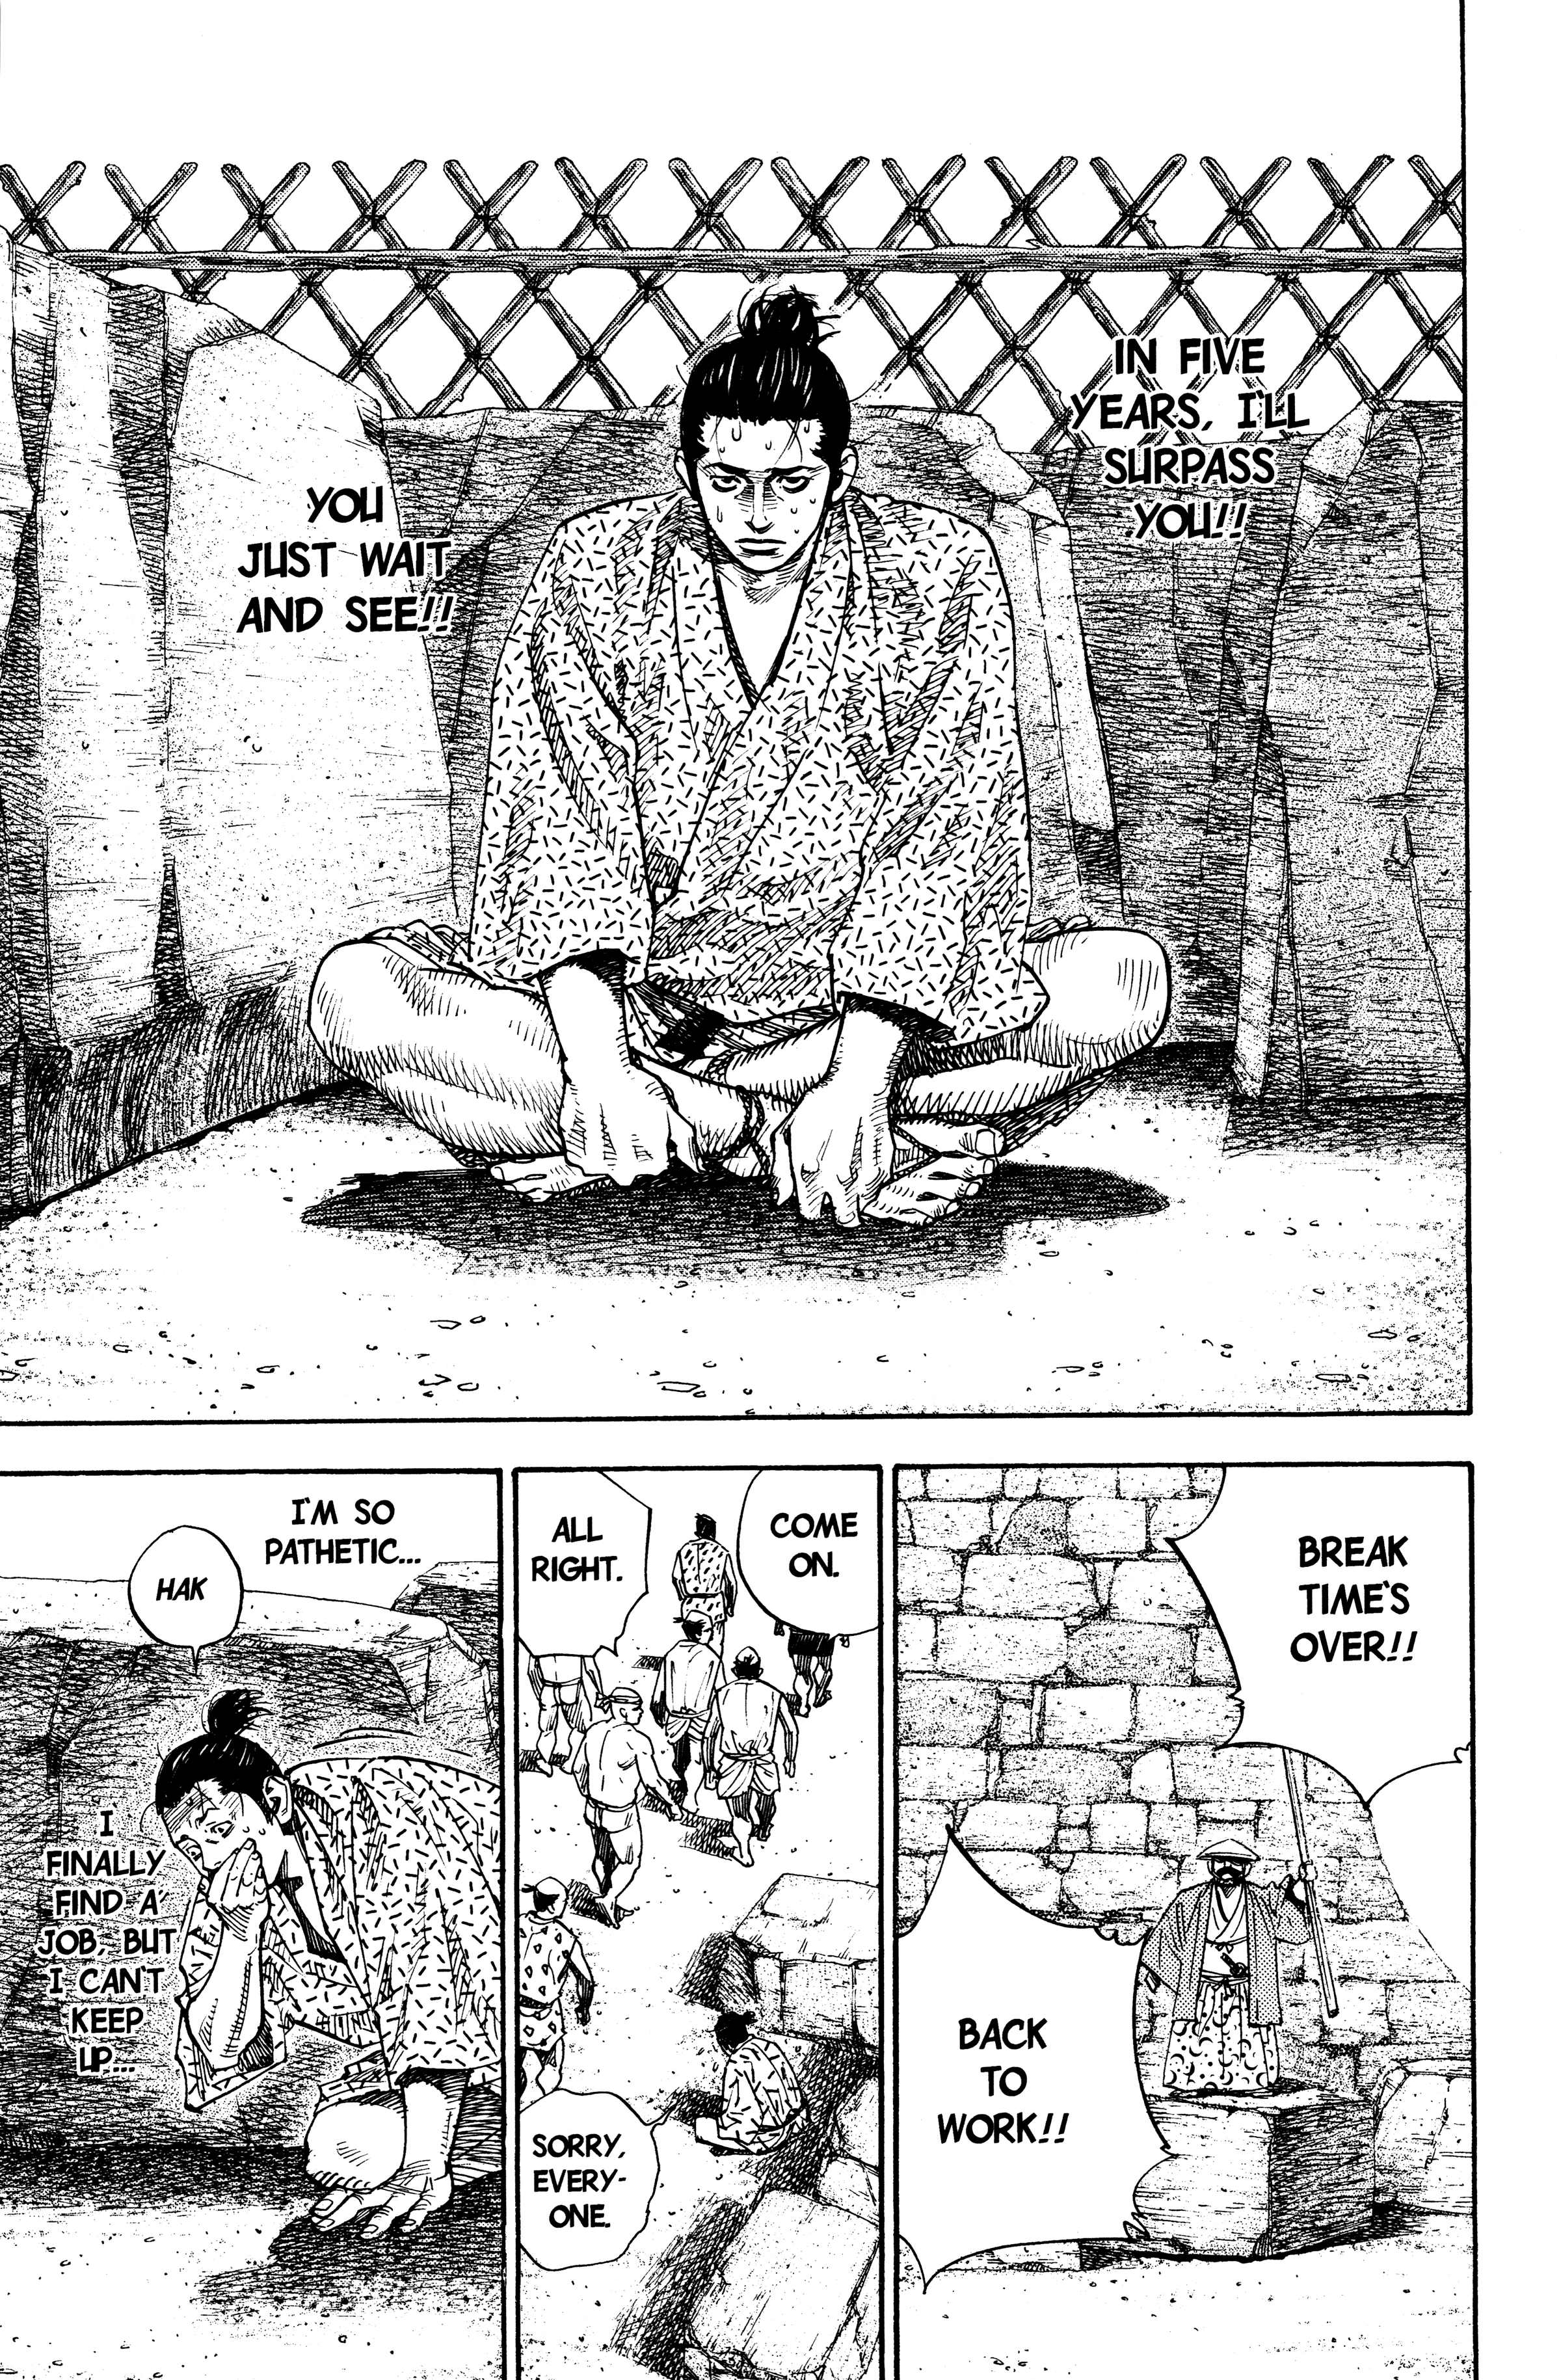 IN FIVE
YEARS, I'LL
SURPASS
YOU!!
YOU
JUST WAIT
AND SEE!!
BREAK
TIME'S
OVER!!
BACK
TO
WORK!!
COME
ON.
ALL
RIGHT.
SORRY,
EVERY-
ONE.
I'M SO
PATHETIC...
HAK
I
FINALLY
FIND A
JOB, BUT
I CAN'T
KEEP
UP...